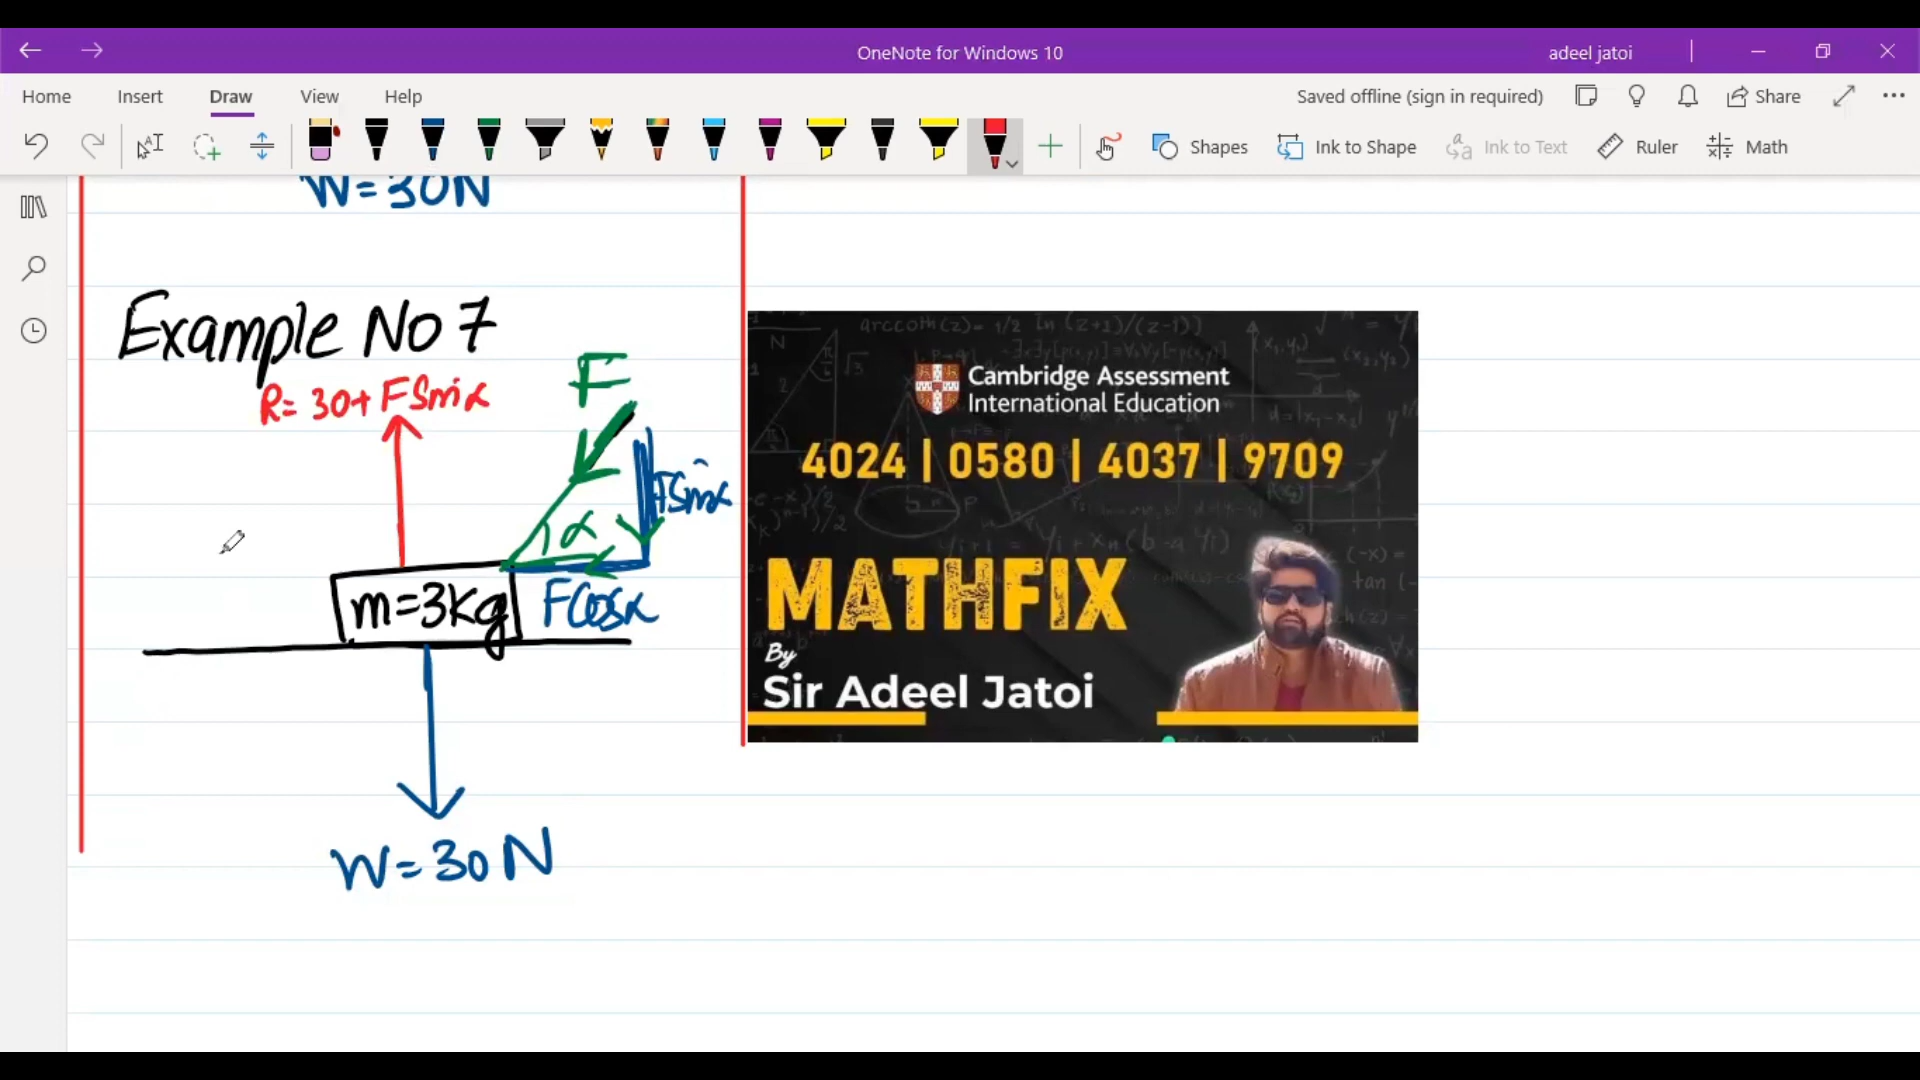 OneNote for Windows 10
adeel jatoi
Home Insert Draw View Help
Saved offline (sign in required) Share
Shapes Ink to Shape Ink to Text Ruler Math
W=30N
Example No 7
R= 30+ FSinα
F
FSinα
α
m=3kg
FCosα
W=30N
Cambridge Assessment
International Education
4024 | 0580 | 4037 | 9709
MATHFIX
By
Sir Adeel Jatoi